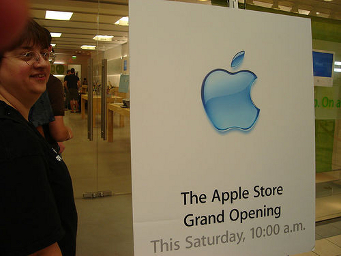 The Apple Store
Grand Opening
This Saturday, 10:00 a.m.